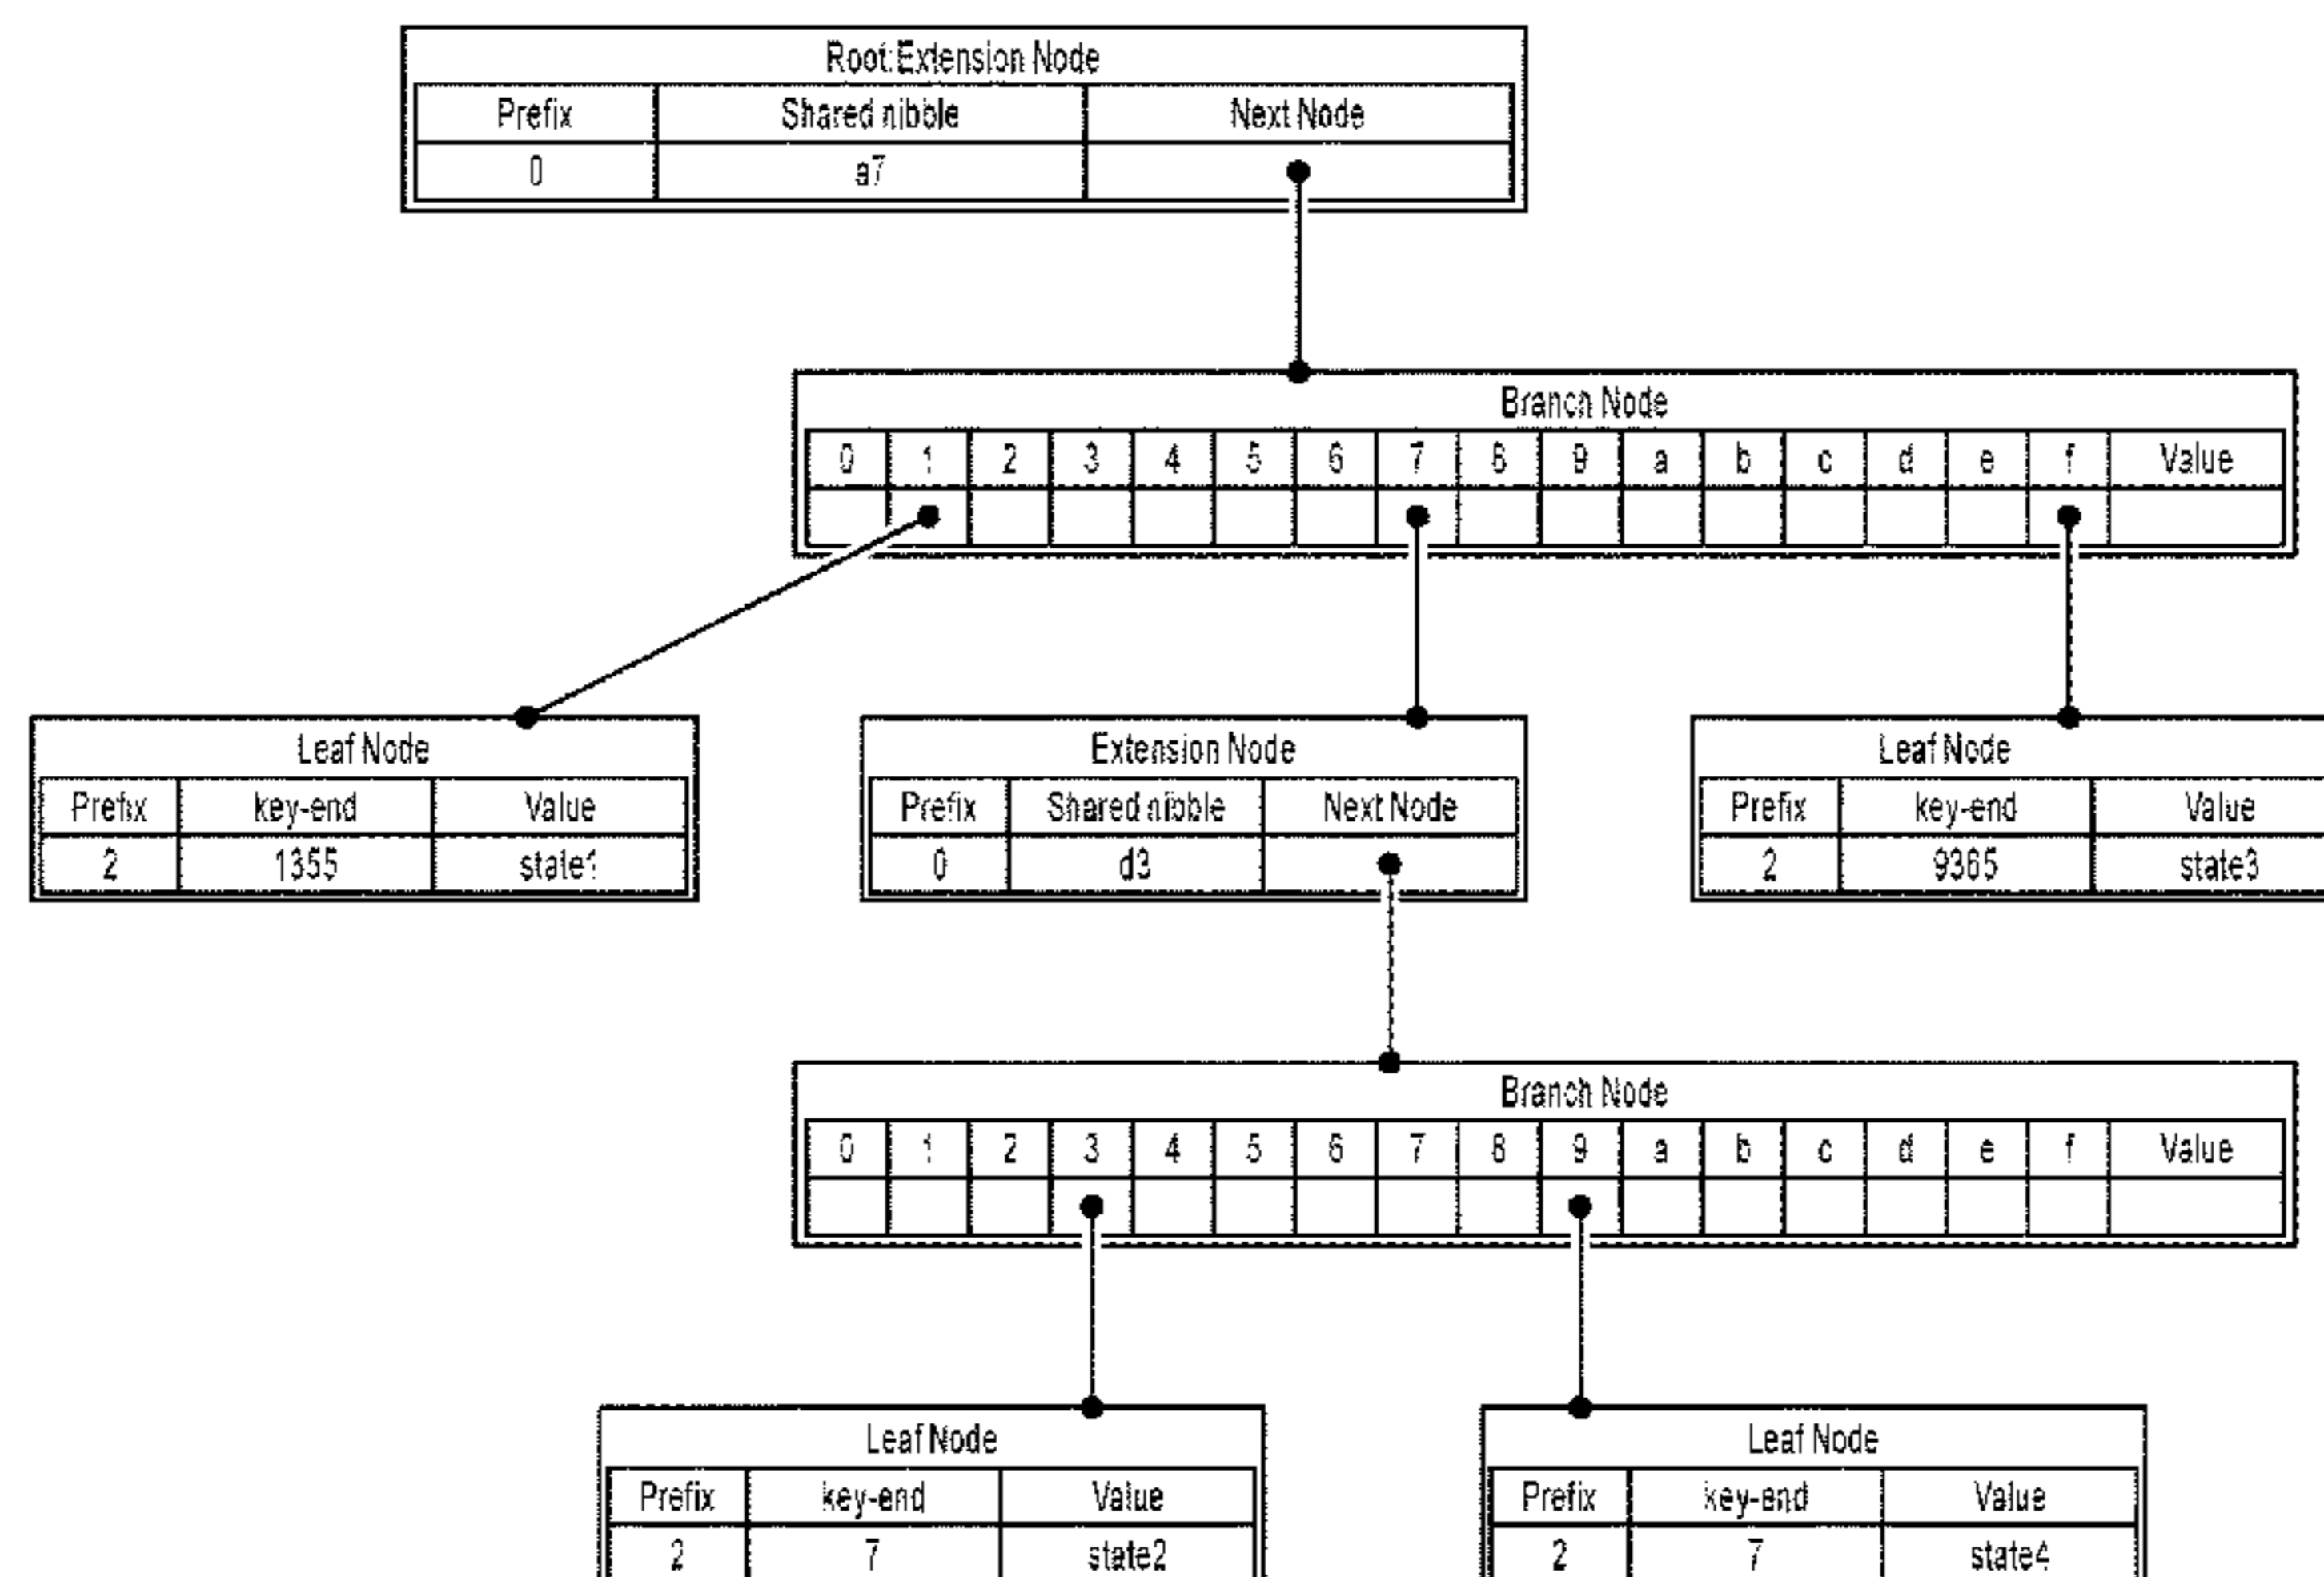 Root:Extension Node
Prefix Shared nibble Next Node
0 a7
Branch Node
0 1 2 3 4 5 6 7 8 9 a b c d e f Value
Leaf Node Extension Node Leaf Node
Prefix key-end Value Prefix Shared nibble Next Node Prefix key-end Value
2 1355 state1 0 d3 2 9365 state3
Branch Node
0 1 2 3 4 5 6 7 8 9 a b c d e f Value
Leaf Node Leaf Node
Prefix key-end Value Prefix key-end Value
2 7 state2 2 7 state4